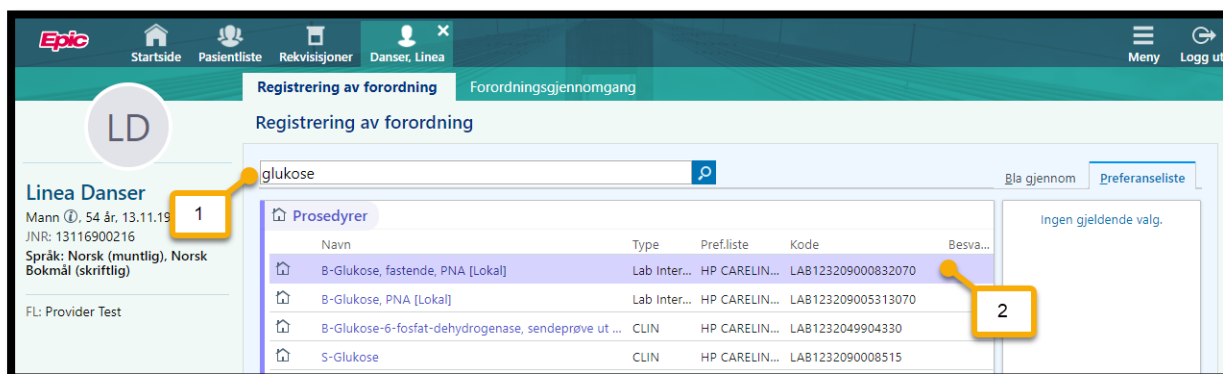 Epic
Startside Pasientliste Rekvisisjoner Danser, Linea Meny Logg ut
Registrering av forordning Forordningsgjennomgang
LD
Registrering av forordning
glukose
Bla gjennom Preferanseliste
Linea Danser
Mann ⓘ, 54 år, 13.11.19
1
JNR: 13116900216
Språk: Norsk (muntlig), Norsk
Bokmål (skriftlig)
FL: Provider Test
Prosedyrer
Ingen gjeldende valg.
Navn Type Pref.liste Kode Besva...
B-Glukose, fastende, PNA [Lokal] Lab Inter... HP CARELIN... LAB123209000832070
B-Glukose, PNA [Lokal] Lab Inter... HP CARELIN... LAB123209005313070
2
B-Glukose-6-fosfat-dehydrogenase, sendeprøve ut ... CLIN HP CARELIN... LAB1232049904330
S-Glukose CLIN HP CARELIN... LAB1232090008515